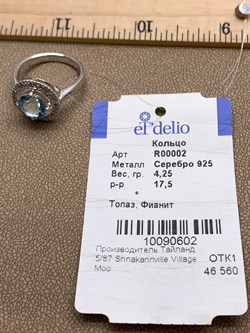 9
10
11
el'delio
Кольцо
Арт R00002
Металл Серебро 925
Вес, гр. 4,25
р-р 17,5
Топаз, Фианит
10090602
Производитель Тайланд
5/87 Srinakarinville Village
Moo
ОТК1
46 560